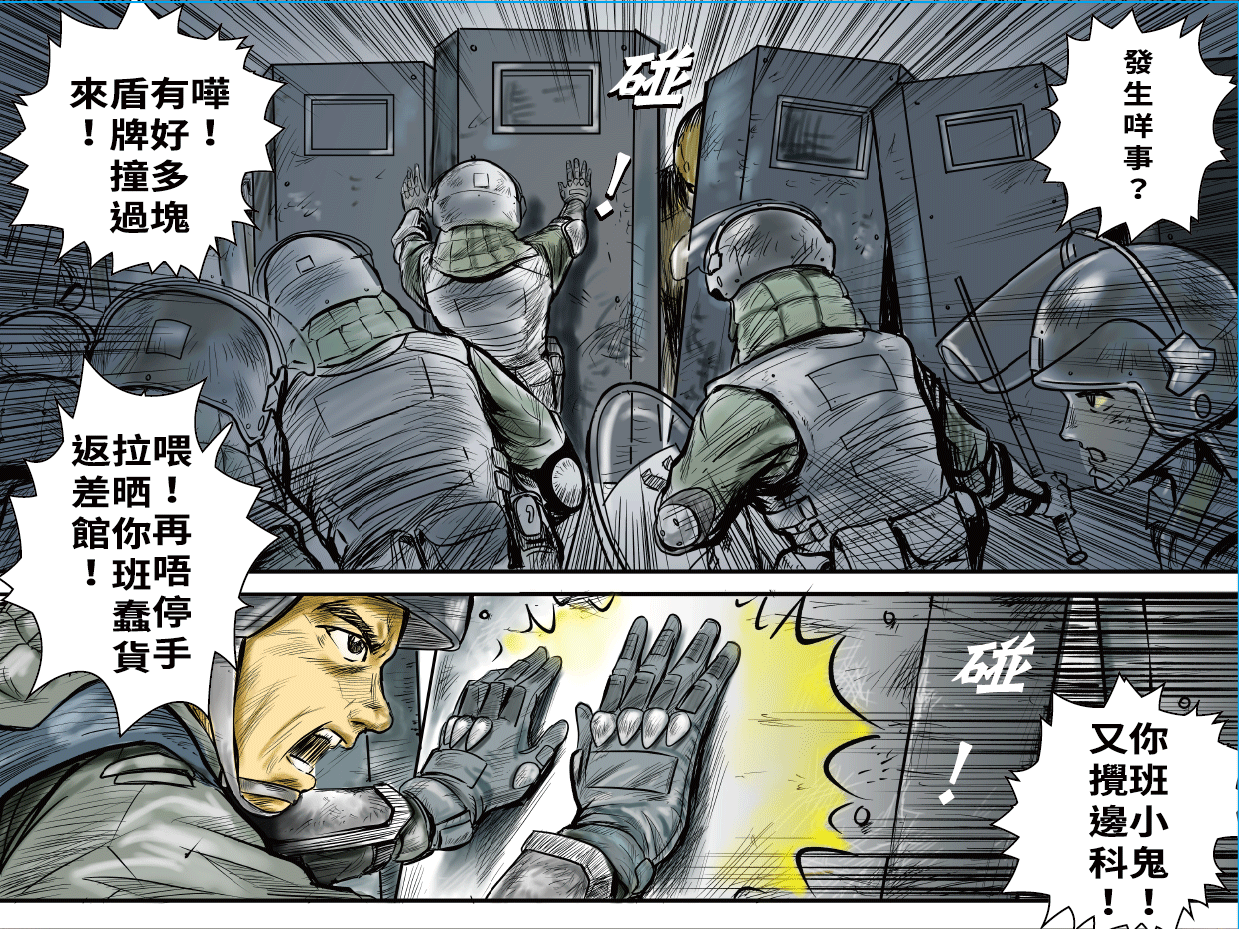 發生咩事？
碰！
嘩！
有好多塊
盾牌撞過
來！
喂！再唔停手
拉晒你班蠢貨
返差館！
碰！
你班小鬼！
又攪邊科！